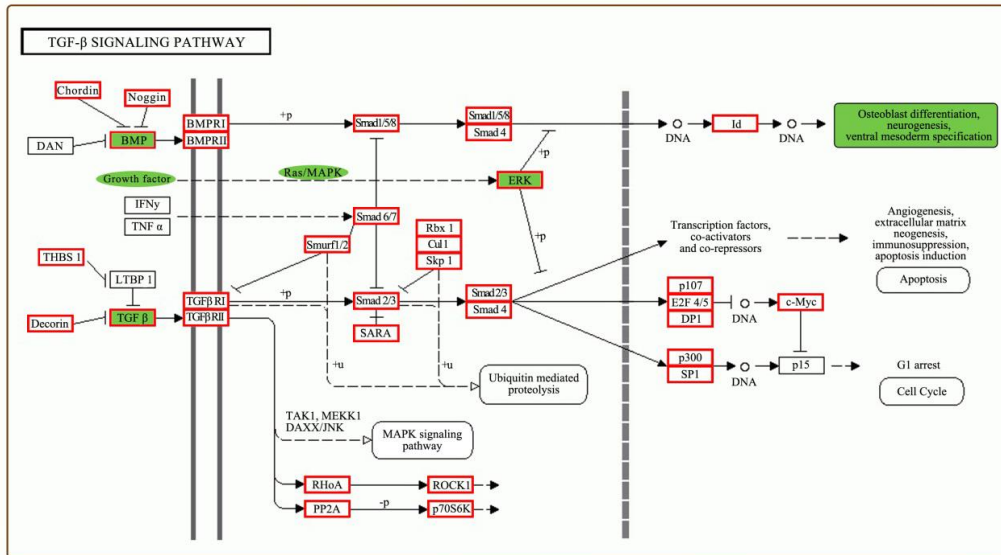 TGF-β SIGNALING PATHWAY
Chordin
Noggin
DAN
BMP
BMPRI
BMPRII
+p
Smad1/5/8
Smad1/5/8
Smad 4
+p
DNA
Id
DNA
Osteoblast differentiation,
neurogenesis,
ventral mesoderm specification
Growth factor
Ras/MAPK
ERK
+p
IFNγ
TNF α
Smad 6/7
Smurf1/2
Rbx 1
Cul1
Skp 1
Transcription factors,
co-activators
and co-repressors
Angiogenesis,
extracellular matrix
neogenesis,
immunosuppression,
apoptosis induction
Apoptosis
THBS 1
LTBP 1
Decorin
TGF β
TGFβ RI
TGFβ RII
+p
Smad 2/3
SARA
Smad 2/3
Smad 4
p107
E2F 4/5
DP1
DNA
c-Myc
p300
SP1
DNA
p15
G1 arrest
Cell Cycle
+u
+u
Ubiquitin mediated
proteolysis
TAK1, MEKK1
DAXX/JNK
MAPK signaling
pathway
RHoA
ROCK1
PP2A
-p
p70S6K